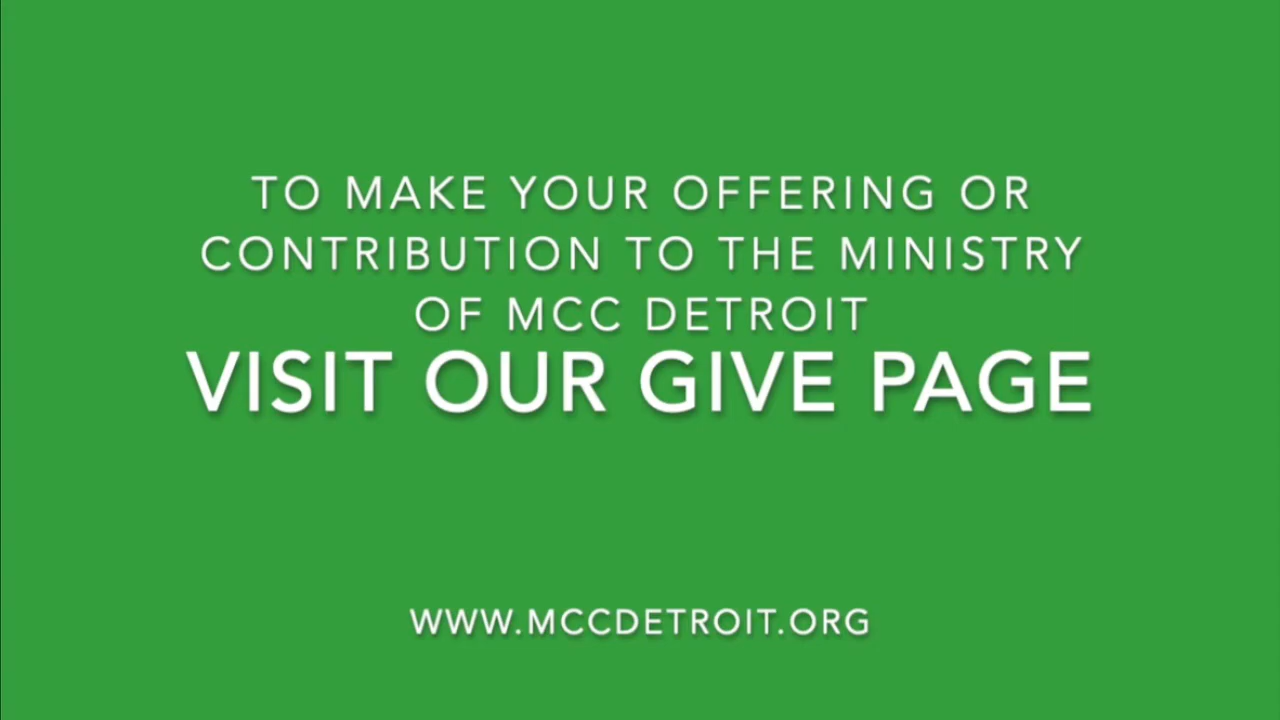 TO MAKE YOUR OFFERING OR
CONTRIBUTION TO THE MINISTRY
OF MCC DETROIT
VISIT OUR GIVE PAGE
WWW.MCCDETROIT.ORG